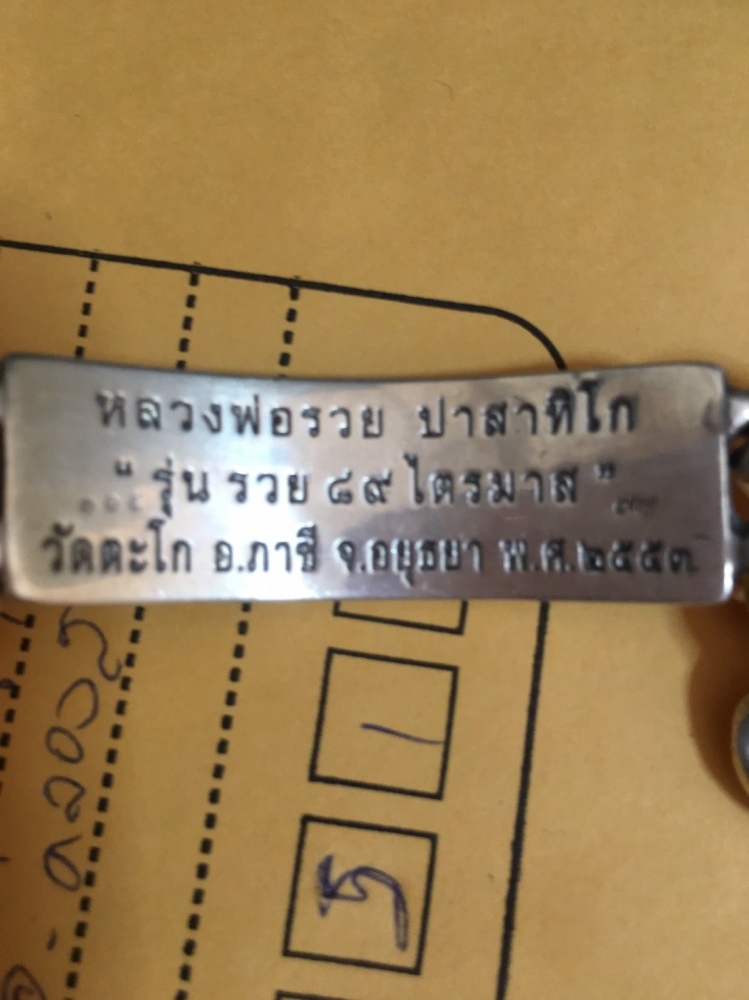 หลวงพ่อรวย ปาสาทิโก
"รุ่น รวย ๘๙ ไตรมาส"
วัดตะโก อ.ภาชี จ.อยุธยา พ.ศ.๒๕๕๓